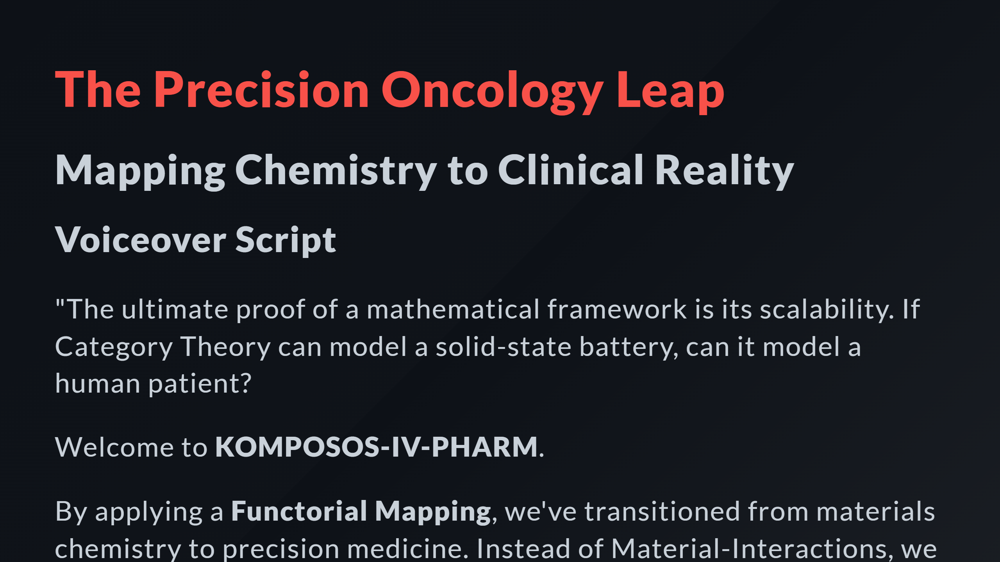 The Precision Oncology Leap
Mapping Chemistry to Clinical Reality
Voiceover Script
"The ultimate proof of a mathematical framework is its scalability. If
Category Theory can model a solid-state battery, can it model a
human patient?
Welcome to KOMPOSOS-IV-PHARM.
By applying a Functorial Mapping, we've transitioned from materials
chemistry to precision medicine. Instead of Material-Interactions, we